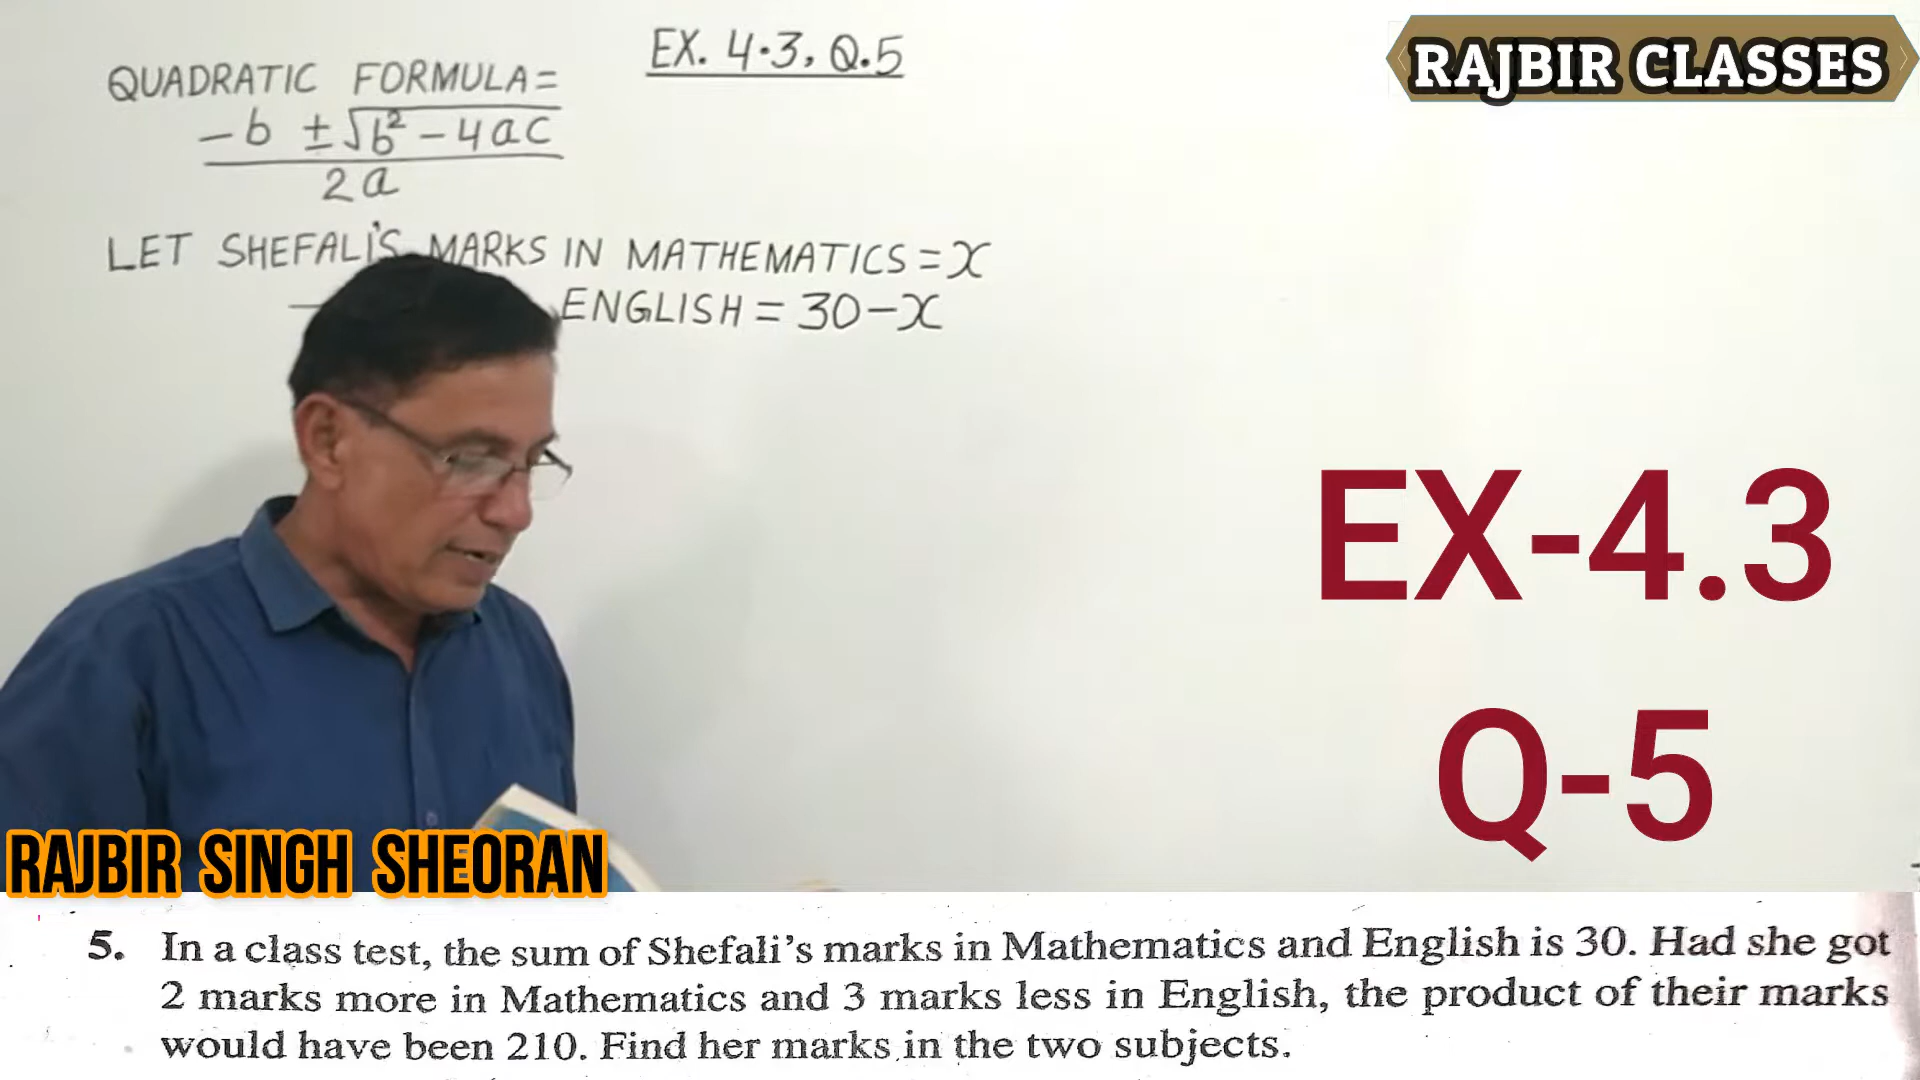 EX. 4.3, Q.5
RAJBIR CLASSES
QUADRATIC FORMULA =
-b ±√b² - 4ac
2a
LET SHEFALI'S MARKS IN MATHEMATICS = x
ENGLISH = 30-x
EX-4.3
Q-5
RAJBIR SINGH SHEORAN
5. In a class test, the sum of Shefali's marks in Mathematics and English is 30. Had she got
2 marks more in Mathematics and 3 marks less in English, the product of their marks
would have been 210. Find her marks in the two subjects.